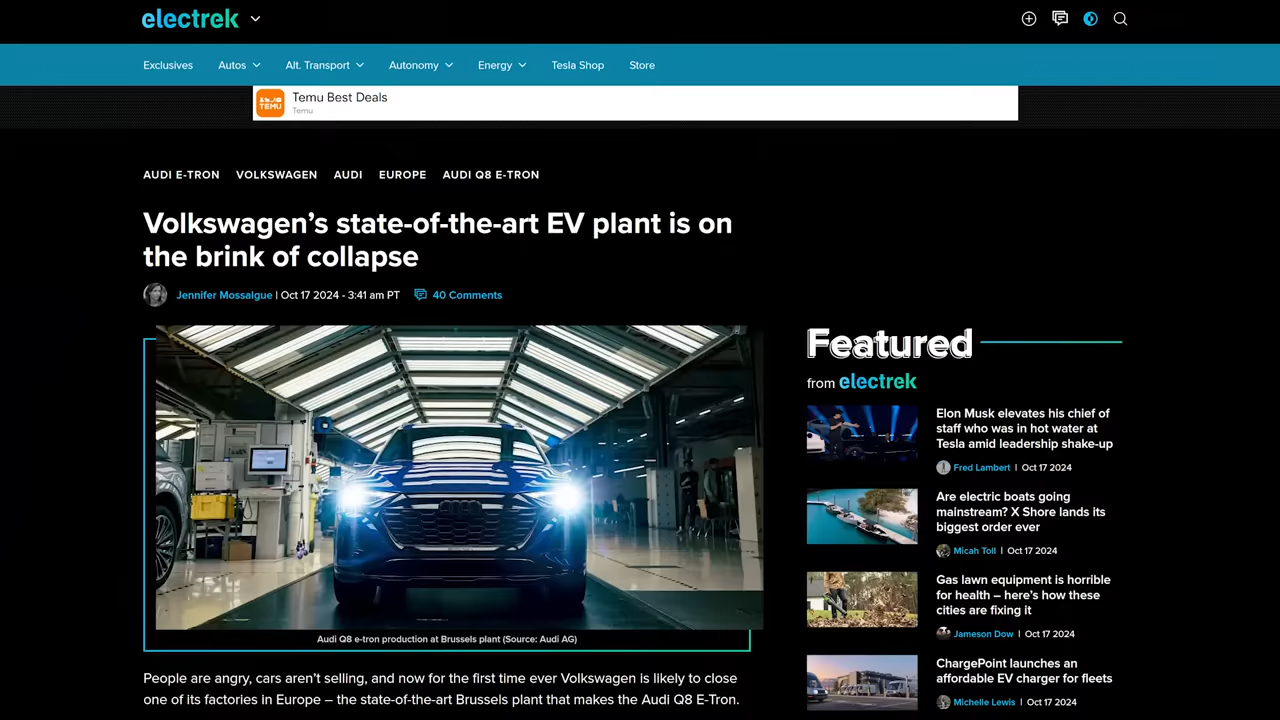 electrek
Exclusives Autos Alt. Transport Autonomy Energy Tesla Shop Store
TEMU
Temu Best Deals
Temu
AUDI E-TRON VOLKSWAGEN AUDI EUROPE AUDI Q8 E-TRON
Volkswagen’s state-of-the-art EV plant is on
the brink of collapse
Jennifer Mossalgue | Oct 17 2024 - 3:41 am PT 40 Comments
Audi Q8 e-tron production at Brussels plant (Source: Audi AG)
People are angry, cars aren’t selling, and now for the first time ever Volkswagen is likely to close
one of its factories in Europe – the state-of-the-art Brussels plant that makes the Audi Q8 E-Tron.
Featured
from electrek
Elon Musk elevates his chief of
staff who was in hot water at
Tesla amid leadership shake-up
Fred Lambert | Oct 17 2024
Are electric boats going
mainstream? X Shore lands its
biggest order ever
Micah Toll | Oct 17 2024
Gas lawn equipment is horrible
for health – here’s how these
cities are fixing it
Jameson Dow | Oct 17 2024
ChargePoint launches an
affordable EV charger for fleets
Michelle Lewis | Oct 17 2024